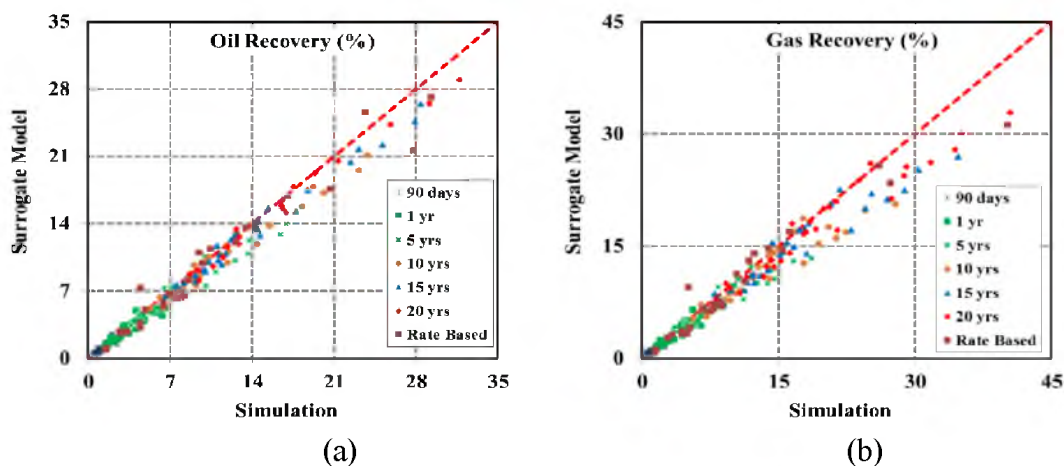 Oil Recovery (%)
35
28
21
14
7
0
0 7 14 21 28 35
Surrogate Model
Simulation
90 days
1 yr
5 yrs
10 yrs
15 yrs
20 yrs
Rate Based
(a)
Gas Recovery (%)
45
30
15
0
0 15 30 45
Surrogate Model
Simulation
90 days
1 yr
5 yrs
10 yrs
15 yrs
20 yrs
Rate Based
(b)